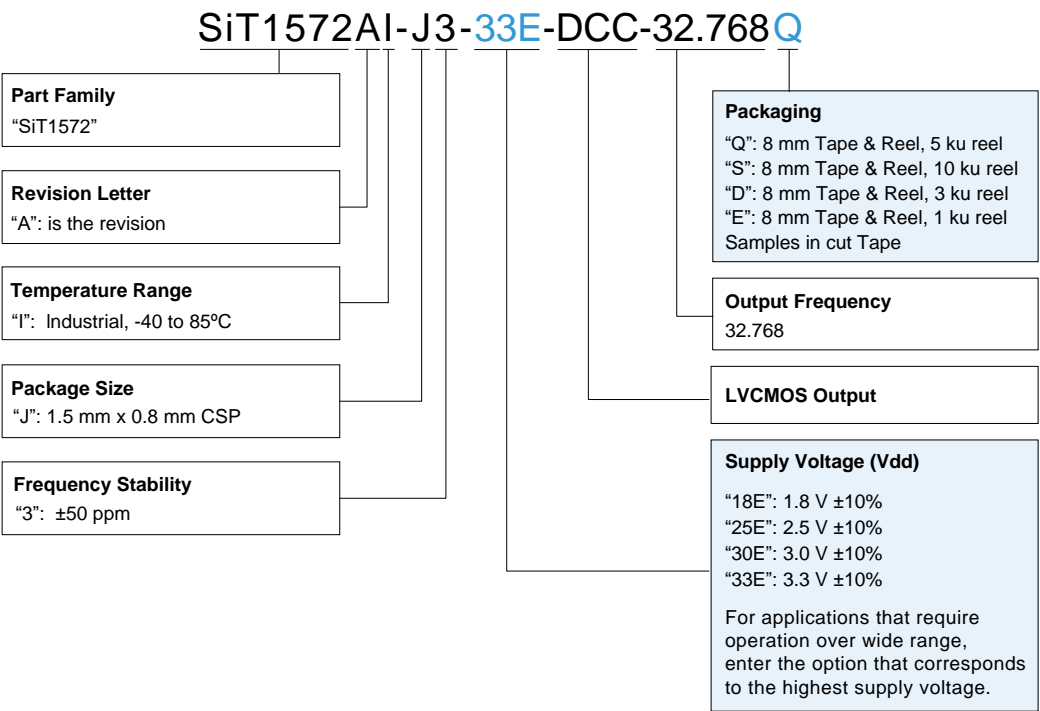 SiT1572AI-J3-33E-DCC-32.768Q
Part Family
“SiT1572”
Revision Letter
“A”: is the revision
Temperature Range
“I”: Industrial, -40 to 85ºC
Package Size
“J”: 1.5 mm x 0.8 mm CSP
Frequency Stability
“3”: ±50 ppm
Packaging
“Q”: 8 mm Tape & Reel, 5 ku reel
“S”: 8 mm Tape & Reel, 10 ku reel
“D”: 8 mm Tape & Reel, 3 ku reel
“E”: 8 mm Tape & Reel, 1 ku reel
Samples in cut Tape
Output Frequency
32.768
LVCMOS Output
Supply Voltage (Vdd)
“18E”: 1.8 V ±10%
“25E”: 2.5 V ±10%
“30E”: 3.0 V ±10%
“33E”: 3.3 V ±10%
For applications that require
operation over wide range,
enter the option that corresponds
to the highest supply voltage.